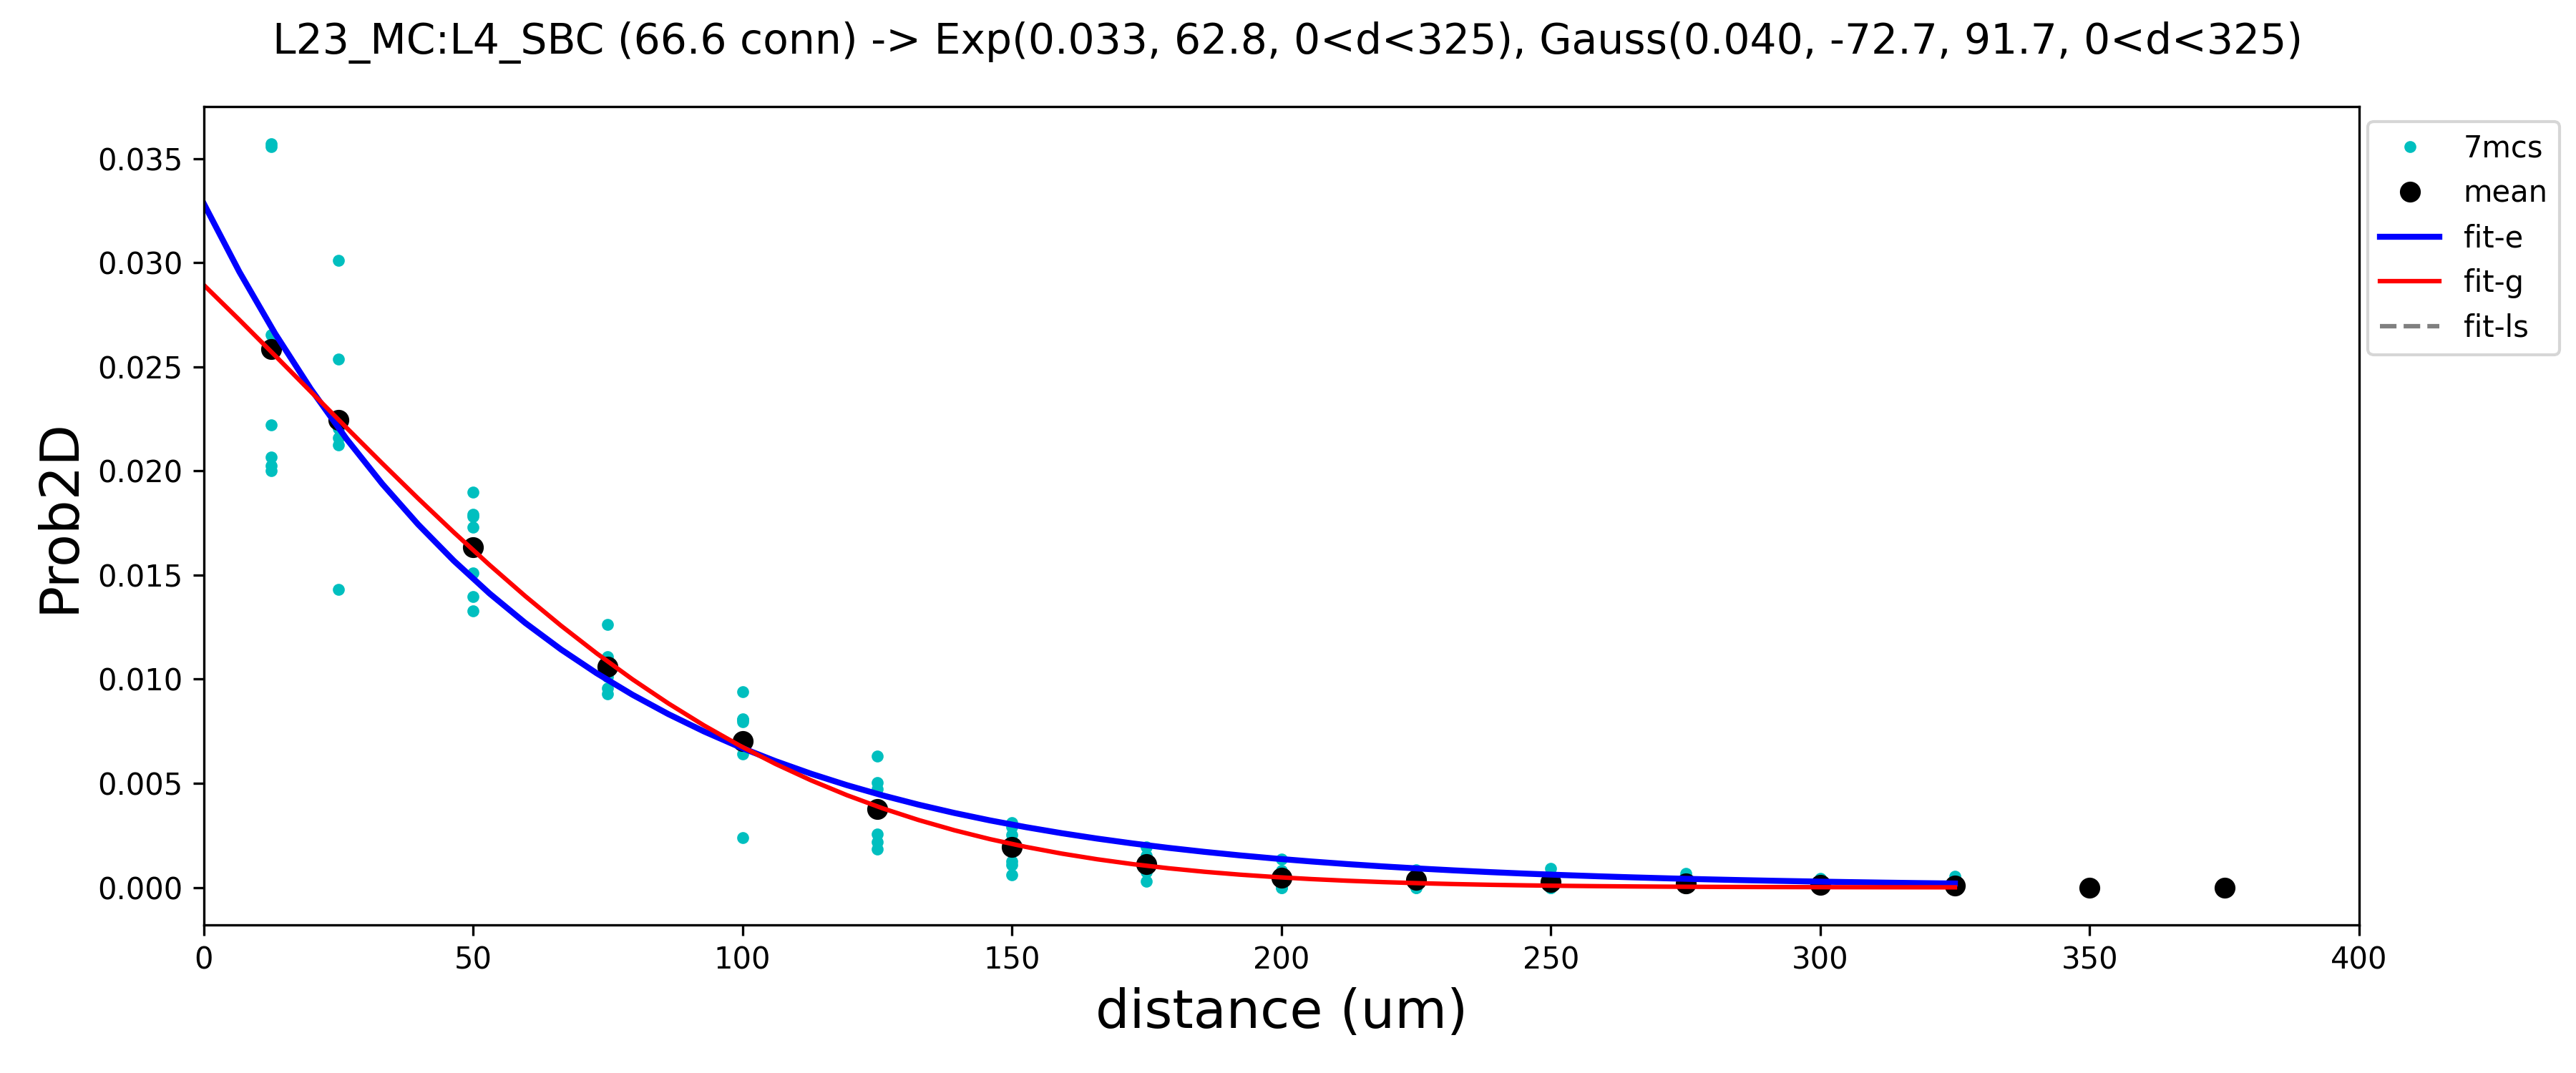 L23_MC:L4_SBC (66.6 conn) -> Exp(0.033, 62.8, 0<d<325), Gauss(0.040, -72.7, 91.7, 0<d<325)
7mcs
mean
fit-e
fit-g
fit-ls
Prob2D
0.035
0.030
0.025
0.020
0.015
0.010
0.005
0.000
0 50 100 150 200 250 300 350 400
distance (um)